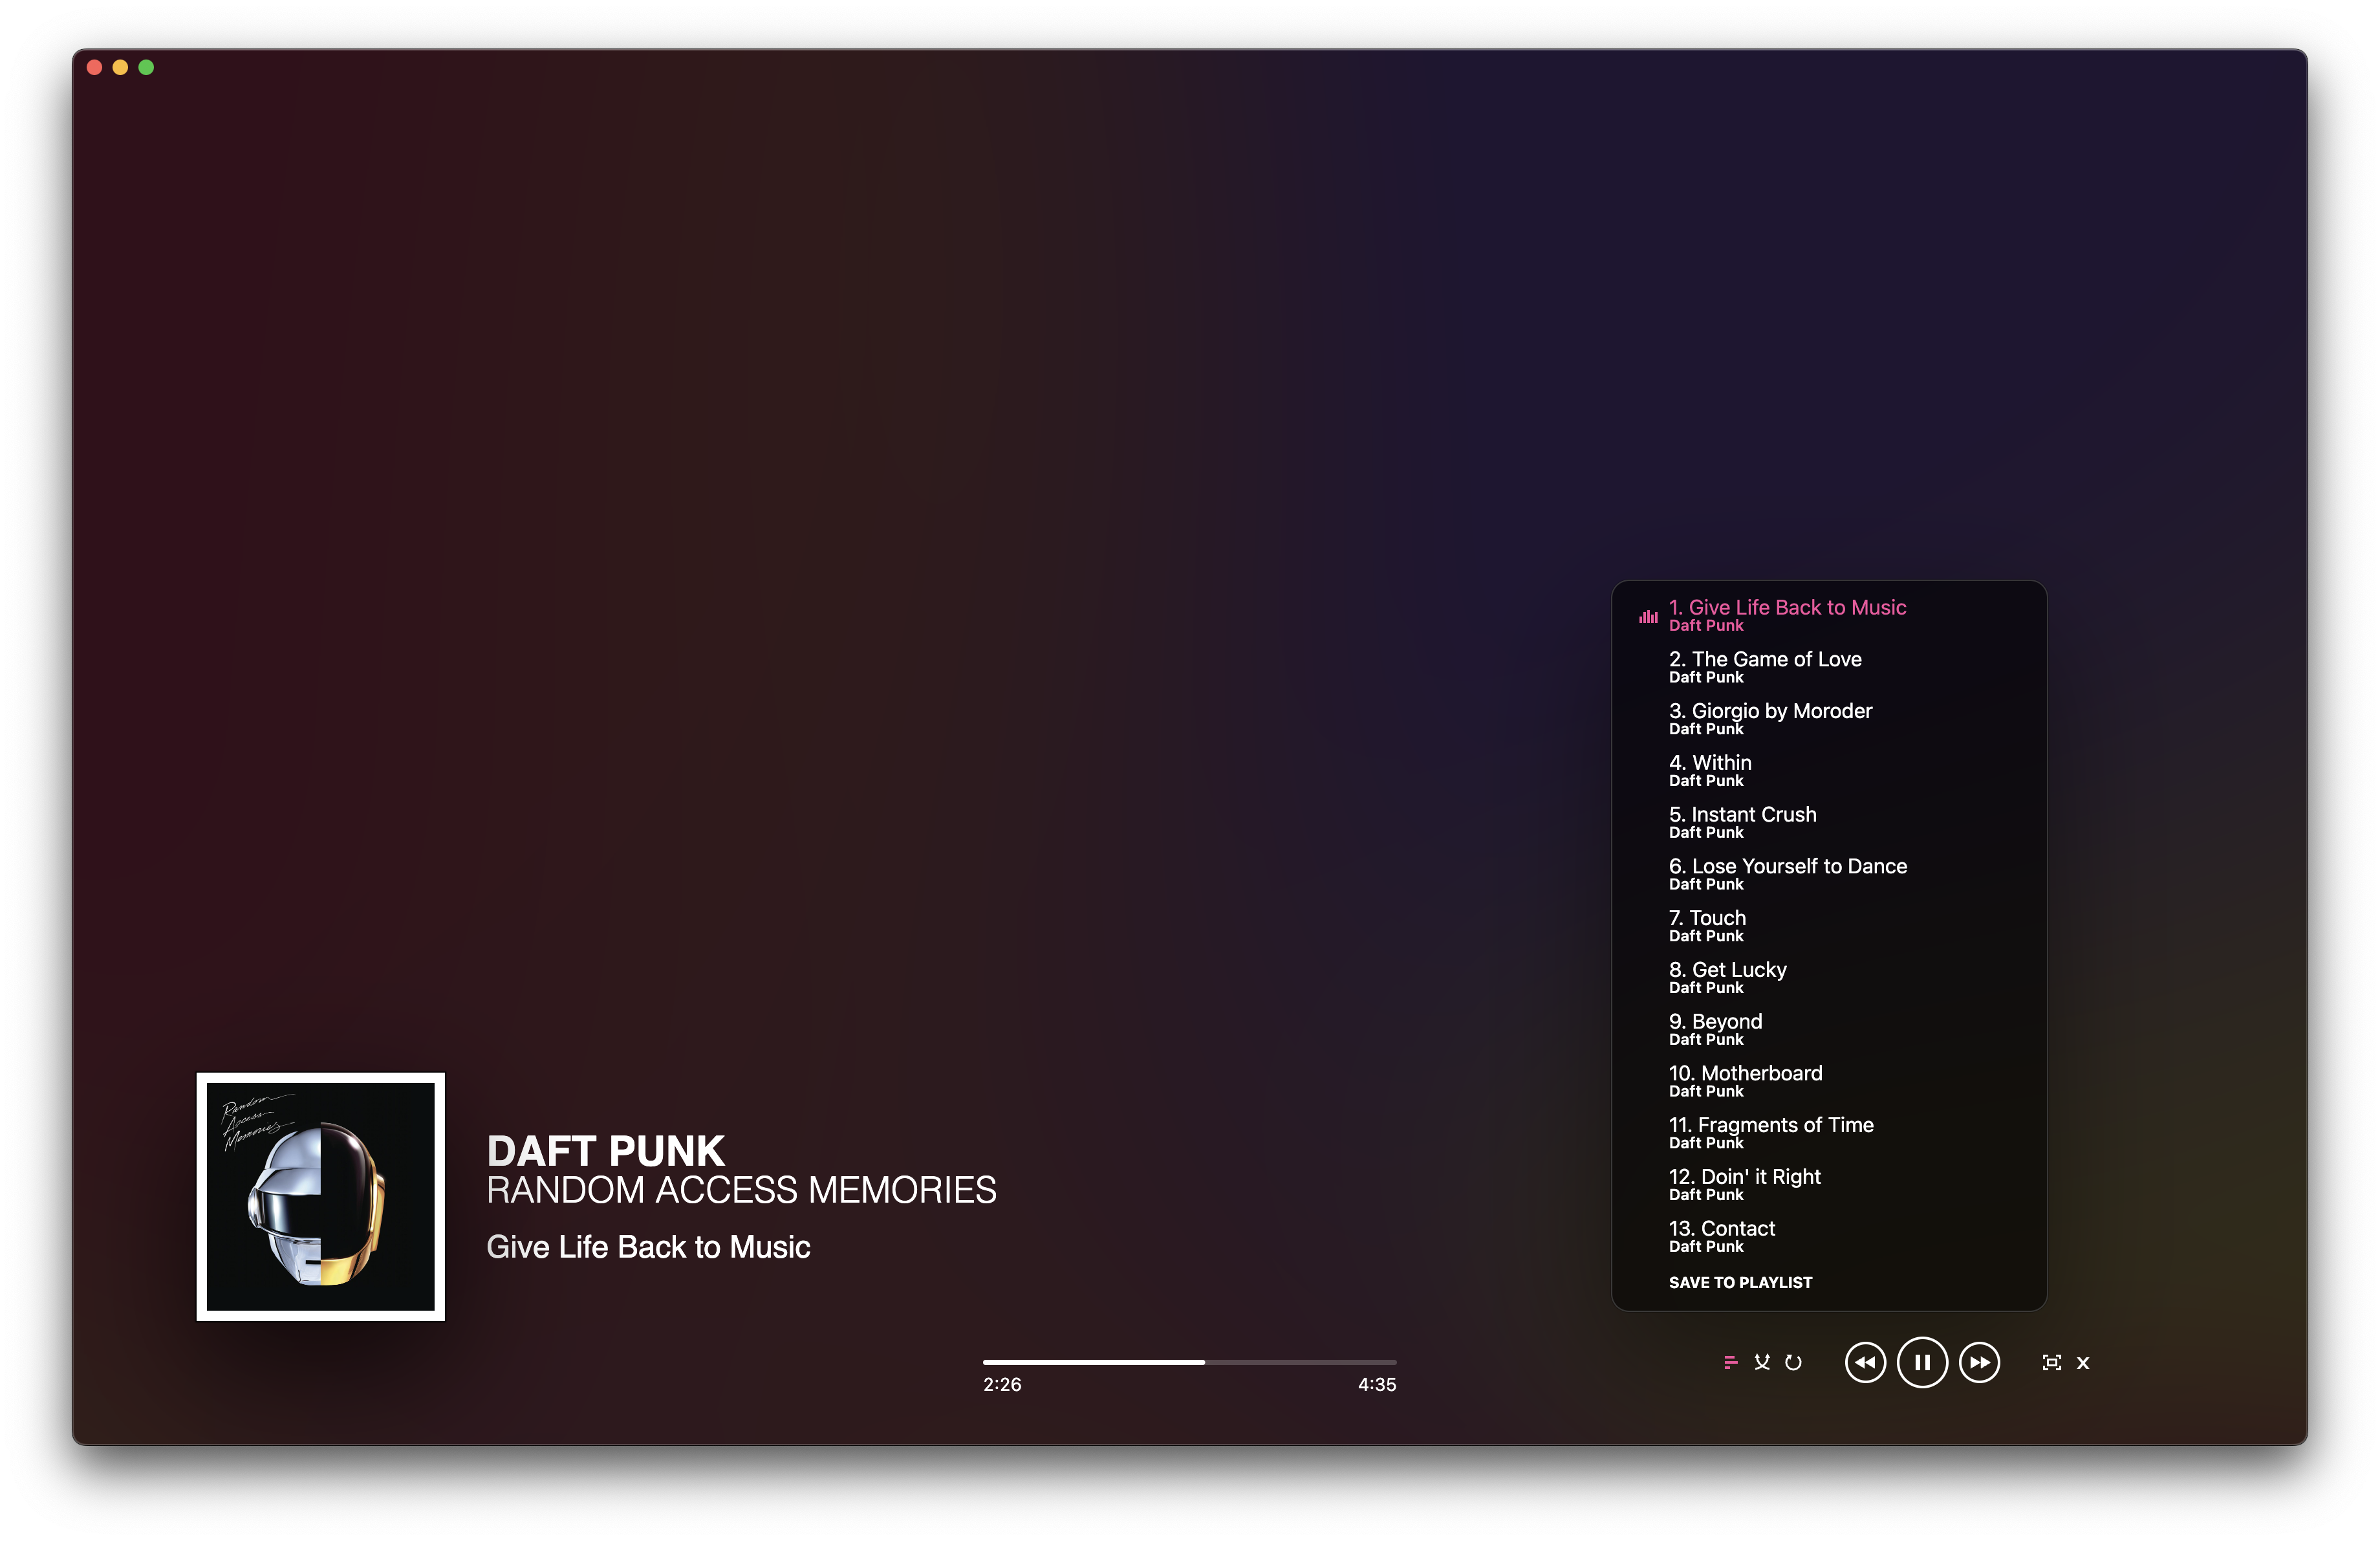 Random
Access
Memories
DAFT PUNK
RANDOM ACCESS MEMORIES
Give Life Back to Music
1. Give Life Back to Music
Daft Punk
2. The Game of Love
Daft Punk
3. Giorgio by Moroder
Daft Punk
4. Within
Daft Punk
5. Instant Crush
Daft Punk
6. Lose Yourself to Dance
Daft Punk
7. Touch
Daft Punk
8. Get Lucky
Daft Punk
9. Beyond
Daft Punk
10. Motherboard
Daft Punk
11. Fragments of Time
Daft Punk
12. Doin' it Right
Daft Punk
13. Contact
Daft Punk
SAVE TO PLAYLIST
2:26
4:35